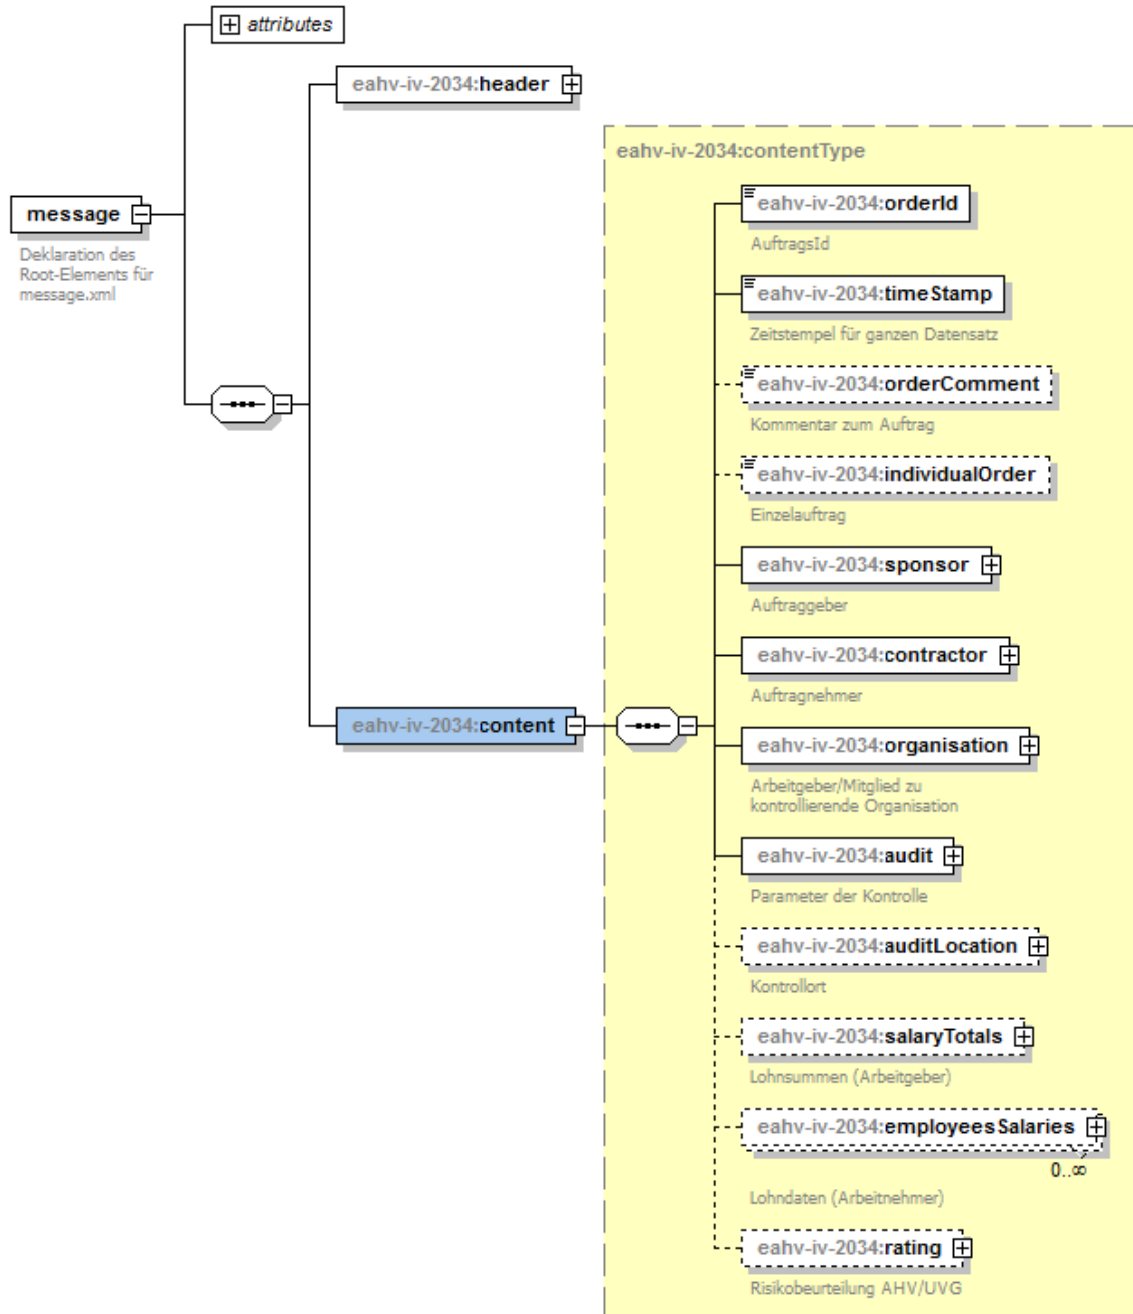 attributes
eahv-iv-2034:header
eahv-iv-2034:contentType
message
Deklaration des
Root-Elements für
message.xml
eahv-iv-2034:orderId
AuftragsId
eahv-iv-2034:timeStamp
Zeitstempel für ganzen Datensatz
eahv-iv-2034:orderComment
Kommentar zum Auftrag
eahv-iv-2034:individualOrder
Einzelauftrag
eahv-iv-2034:sponsor
Auftraggeber
eahv-iv-2034:contractor
Auftragnehmer
eahv-iv-2034:content
eahv-iv-2034:organisation
Arbeitgeber/Mitglied zu
kontrollierende Organisation
eahv-iv-2034:audit
Parameter der Kontrolle
eahv-iv-2034:auditLocation
Kontrollort
eahv-iv-2034:salaryTotals
Lohnsummen (Arbeitgeber)
eahv-iv-2034:employeesSalaries
0..∞
Lohndaten (Arbeitnehmer)
eahv-iv-2034:rating
Risikobeurteilung AHV/UVG